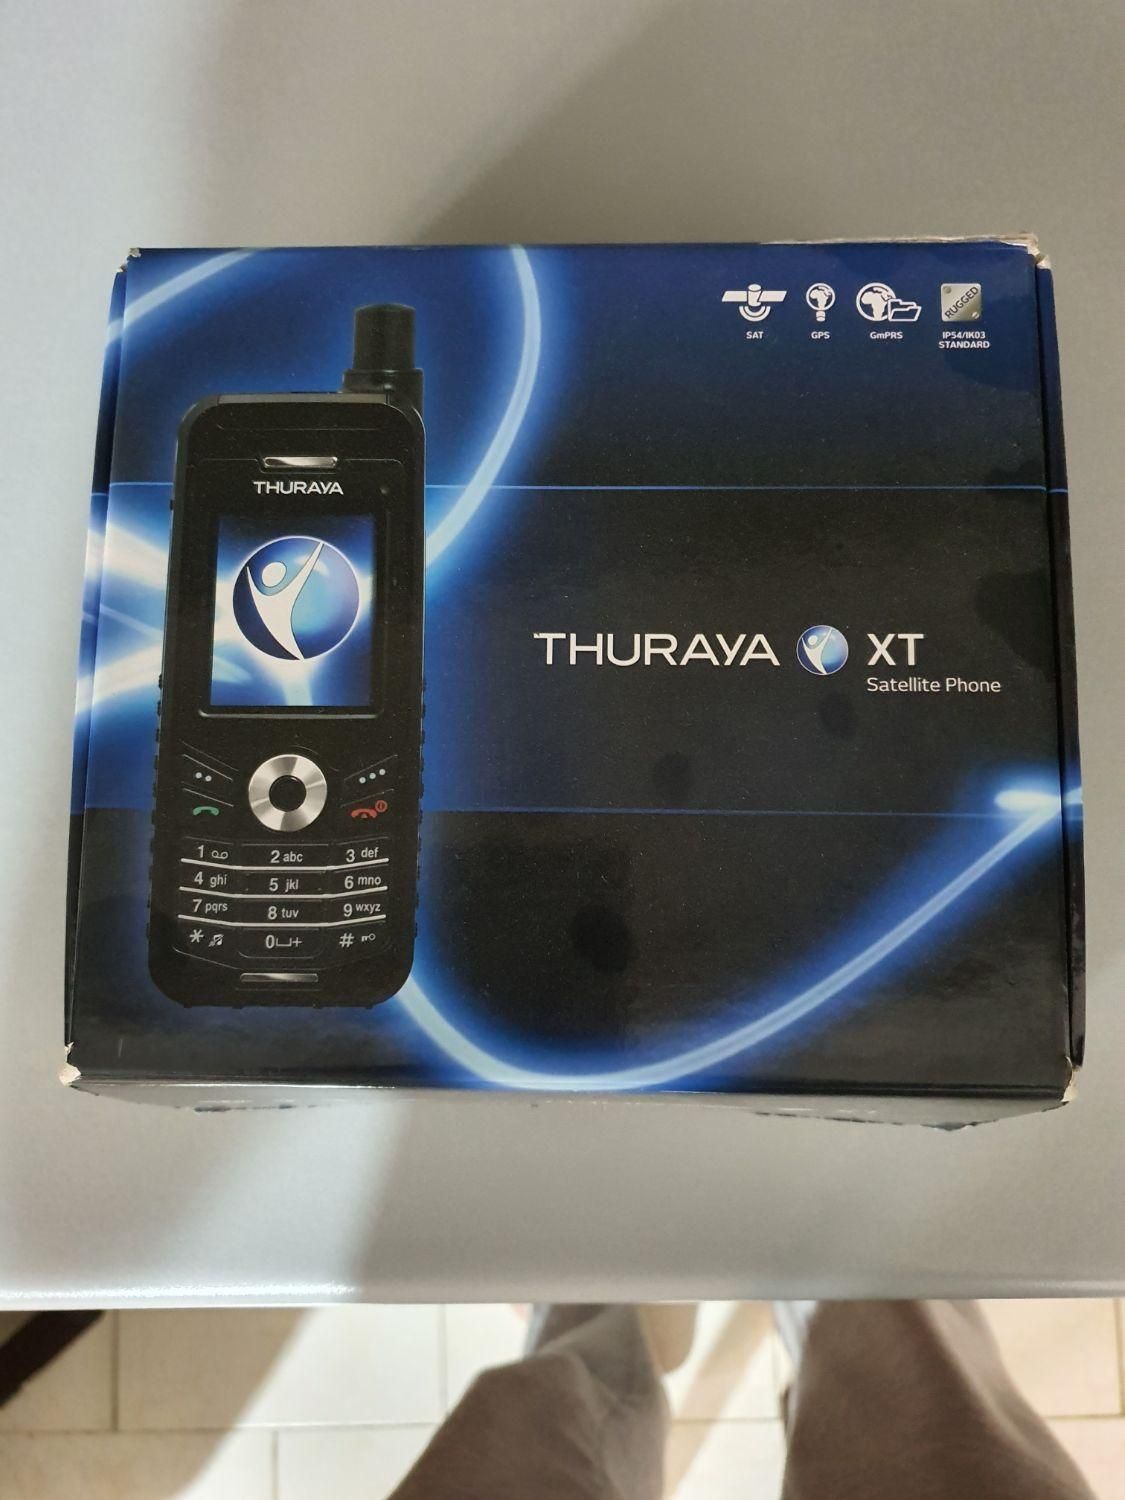 SAT
GPS
GmPRS
RUGGED
IP54/IK03
STANDARD
THURAYA
THURAYA XT
Satellite Phone
1
2 abc
3 def
4 ghi
5 jkl
6 mno
7 pqrs
8 tuv
9 wxyz
*
0 +
#